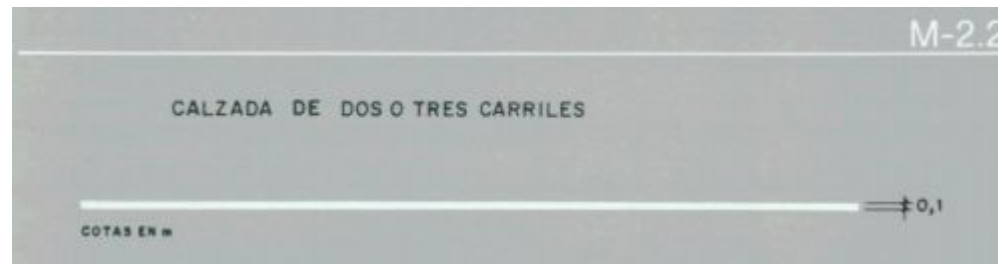 M-2.2
CALZADA DE DOS O TRES CARRILES
0,1
COTAS EN m